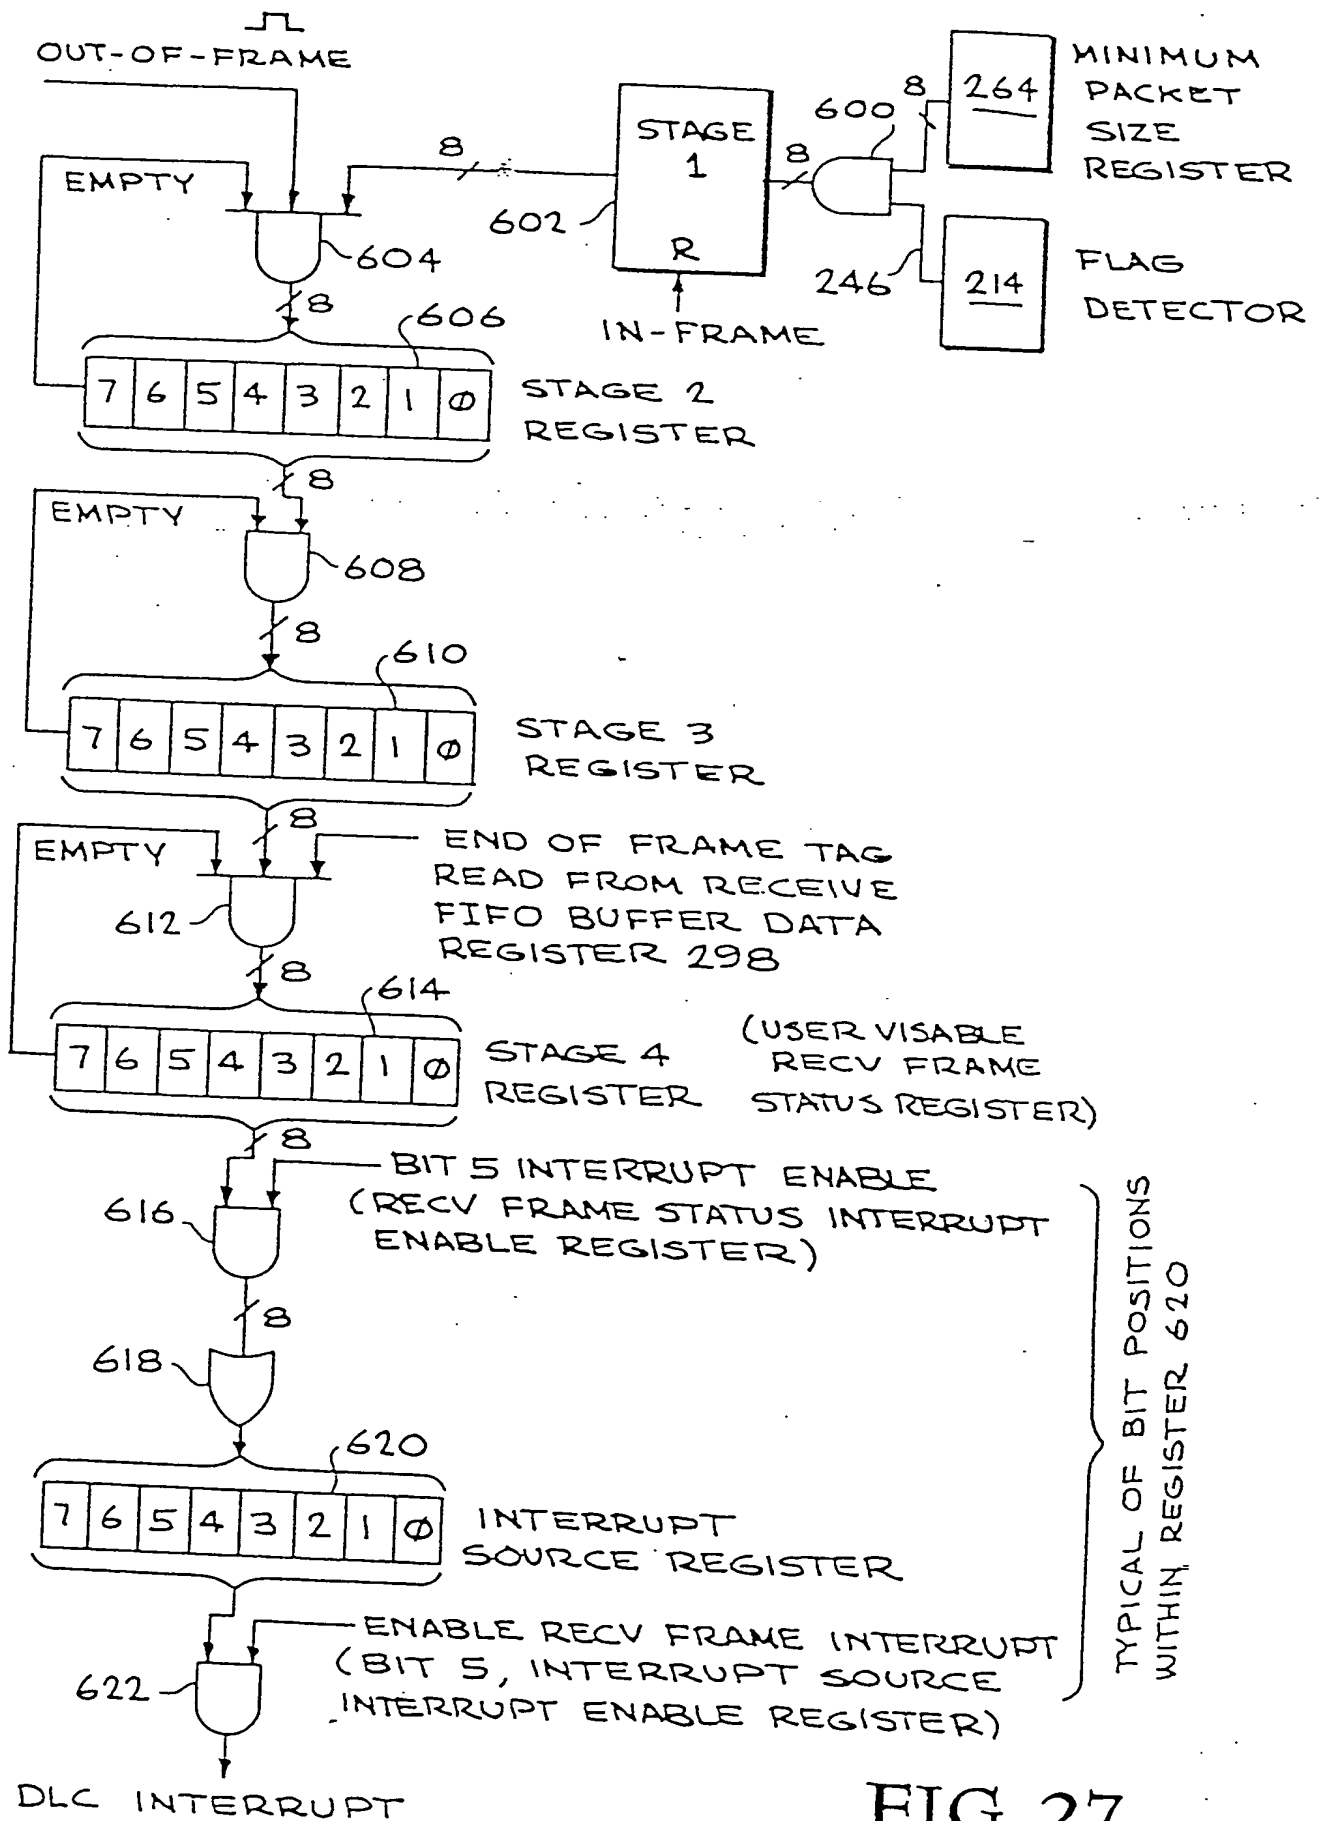 OUT-OF-FRAME
EMPTY
604
8
8
602
STAGE
1
R
IN-FRAME
8
600
8
264
MINIMUM
PACKET
SIZE
REGISTER
246
214
FLAG
DETECTOR
606
7 6 5 4 3 2 1 0
STAGE 2
REGISTER
8
EMPTY
608
8
610
7 6 5 4 3 2 1 0
STAGE 3
REGISTER
8
EMPTY
END OF FRAME TAG
READ FROM RECEIVE
FIFO BUFFER DATA
REGISTER 298
612
8
614
7 6 5 4 3 2 1 0
STAGE 4
REGISTER
(USER VISABLE
RECV FRAME
STATUS REGISTER)
8
BIT 5 INTERRUPT ENABLE
(RECV FRAME STATUS INTERRUPT
ENABLE REGISTER)
616
8
618
620
7 6 5 4 3 2 1 0
INTERRUPT
SOURCE REGISTER
ENABLE RECV FRAME INTERRUPT
(BIT 5, INTERRUPT SOURCE
INTERRUPT ENABLE REGISTER)
622
DLC INTERRUPT
TYPICAL OF BIT POSITIONS
WITHIN REGISTER 620
FIG. 27